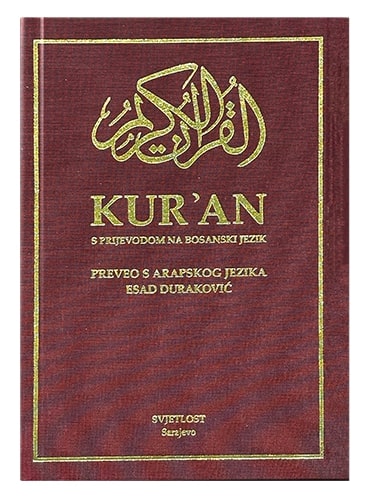 القرآن الكريم
KUR'AN
S PRIJEVODOM NA BOSANSKI JEZIK
PREVEO S ARAPSKOG JEZIKA
ESAD DURAKOVIĆ
SVJETLOST
Sarajevo